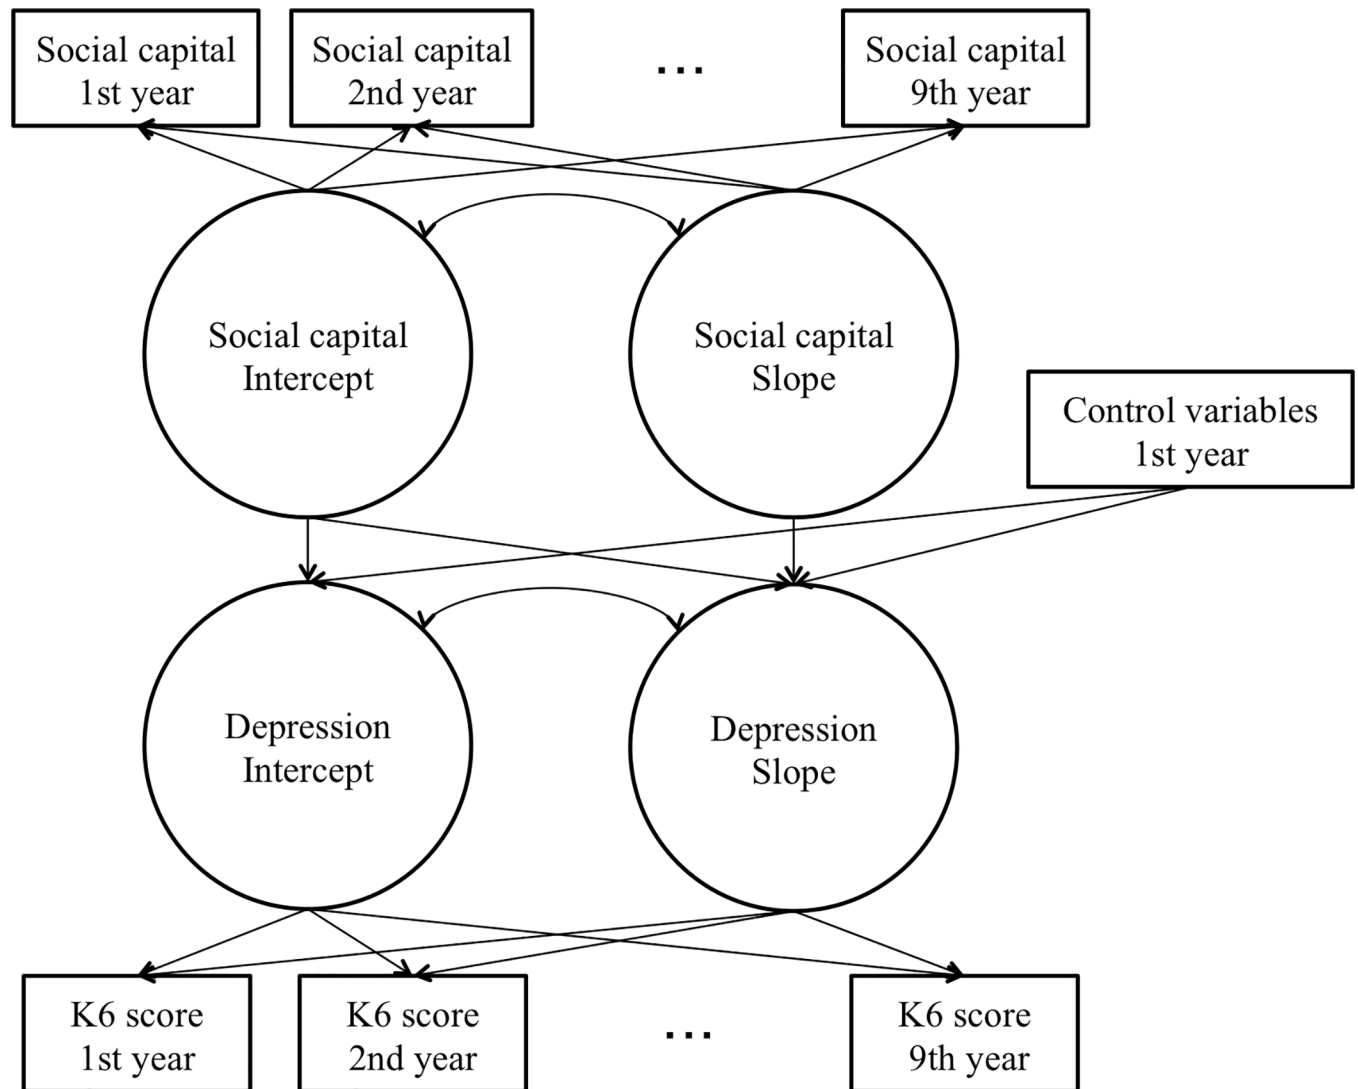 Social capital
1st year
Social capital
2nd year
...
Social capital
9th year
Social capital
Intercept
Social capital
Slope
Control variables
1st year
Depression
Intercept
Depression
Slope
K6 score
1st year
K6 score
2nd year
...
K6 score
9th year